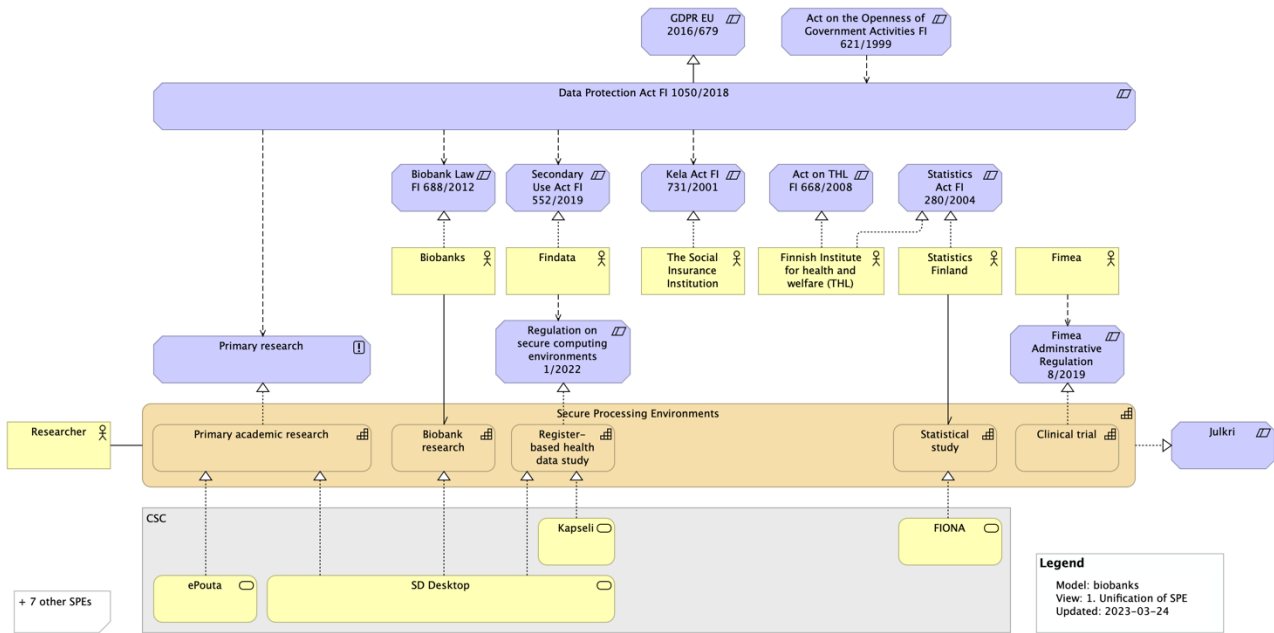 GDPR EU
2016/679
Act on the Openness of
Government Activities FI
621/1999
Data Protection Act FI 1050/2018
Biobank Law
FI 688/2012
Secondary
Use Act FI
552/2019
Kela Act FI
731/2001
Act on THL
FI 668/2008
Statistics
Act FI
280/2004
Biobanks
Findata
The Social
Insurance
Institution
Finnish Institute
for health and
welfare (THL)
Statistics
Finland
Fimea
Primary research
Regulation on
secure computing
environments
1/2022
Fimea
Adminstrative
Regulation
8/2019
Secure Processing Environments
Researcher
Primary academic research
Biobank
research
Register-
based health
data study
Statistical
study
Clinical trial
Julkri
CSC
Kapseli
FIONA
ePouta
SD Desktop
+ 7 other SPEs
Legend
Model: biobanks
View: 1. Unification of SPE
Updated: 2023-03-24